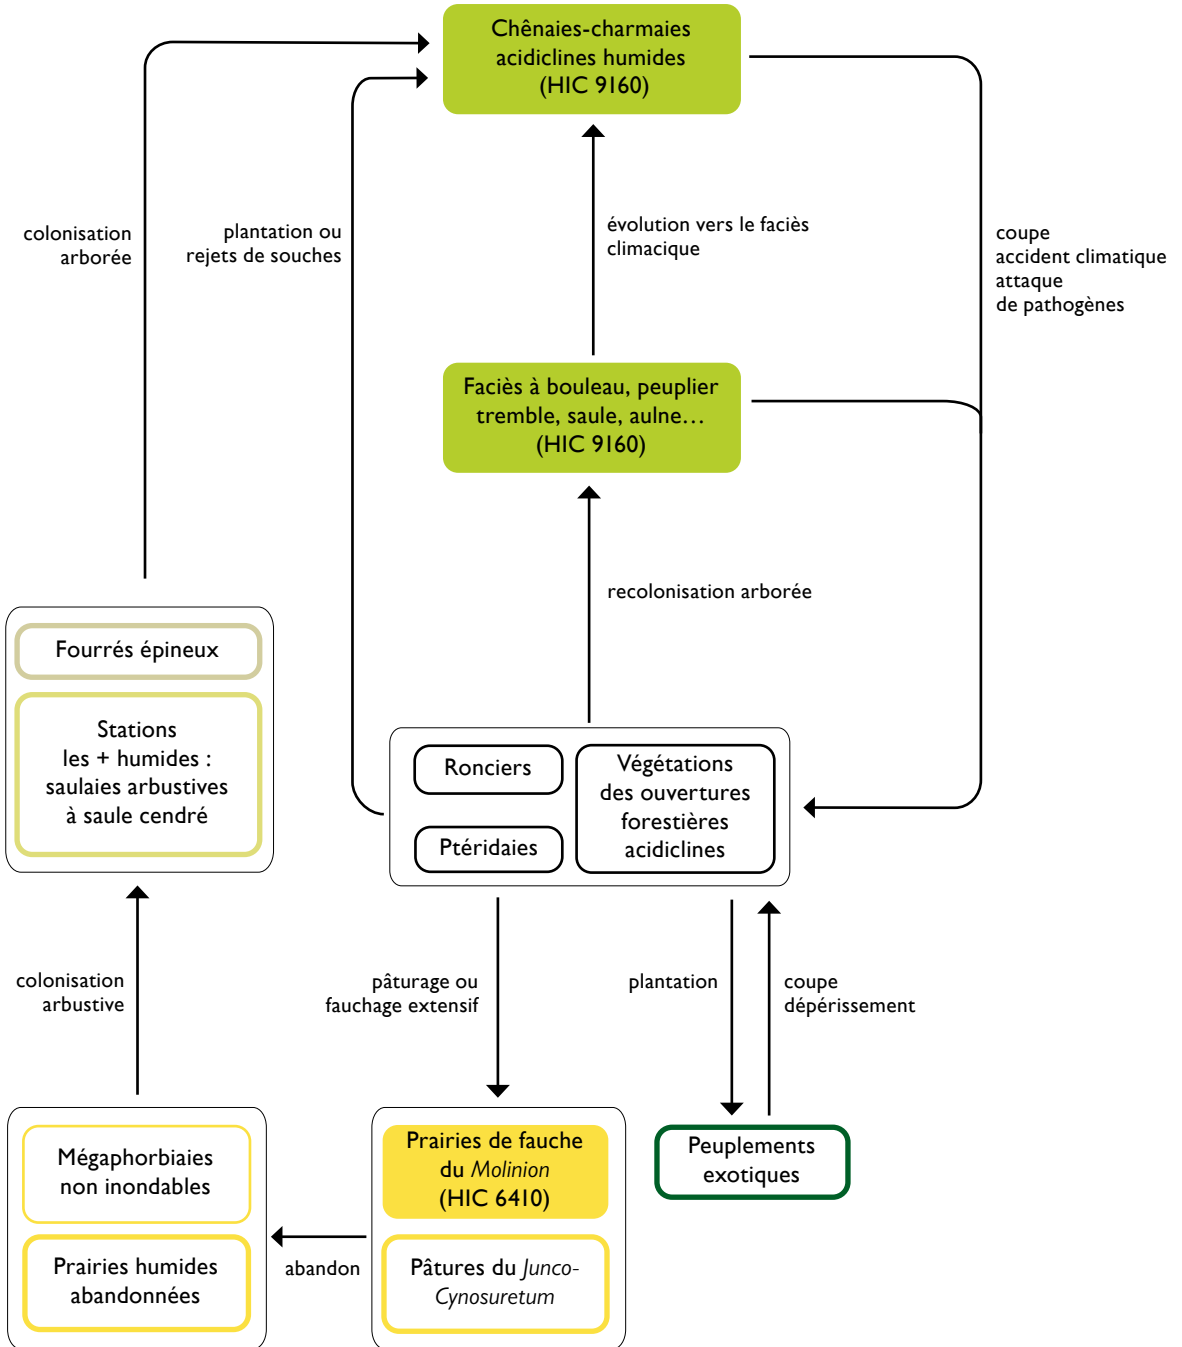 Chênaies-charmaies
acidiclines humides
(HIC 9160)
colonisation
arborée
plantation ou
rejets de souches
évolution vers le faciès
climacique
coupe
accident climatique
attaque
de pathogènes
Faciès à bouleau, peuplier
tremble, saule, aulne…
(HIC 9160)
recolonisation arborée
Fourrés épineux
Stations
les + humides :
saulaies arbustives
à saule cendré
Ronciers
Ptéridaies
Végétations
des ouvertures
forestières
acidiclines
colonisation
arbustive
pâturage ou
fauchage extensif
plantation
coupe
dépérissement
Mégaphorbiaies
non inondables
Prairies humides
abandonnées
abandon
Prairies de fauche
du Molinion
(HIC 6410)
Pâtures du Junco-
Cynosuretum
Peuplements
exotiques